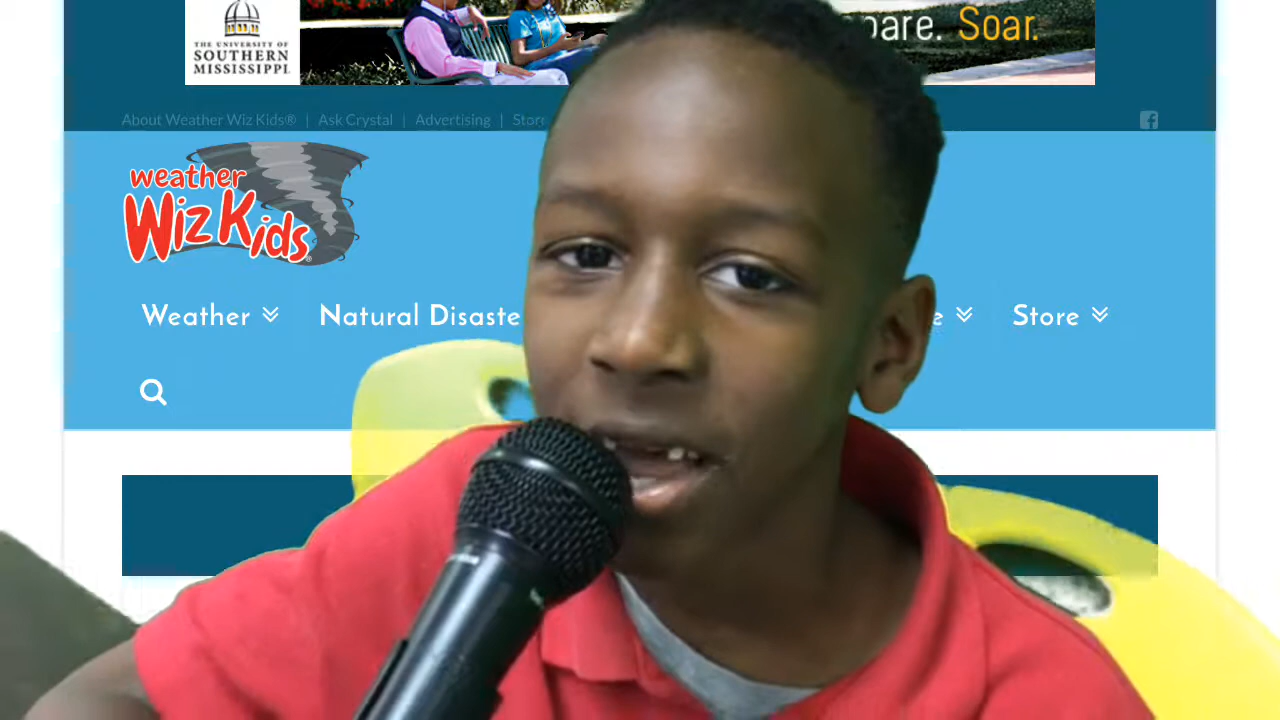 THE UNIVERSITY OF
SOUTHERN
MISSISSIPPI.
Soar.
About Weather Wiz Kids® | Ask Crystal | Advertising | Store
weather
Wiz Kids®
Weather
Natural
Store